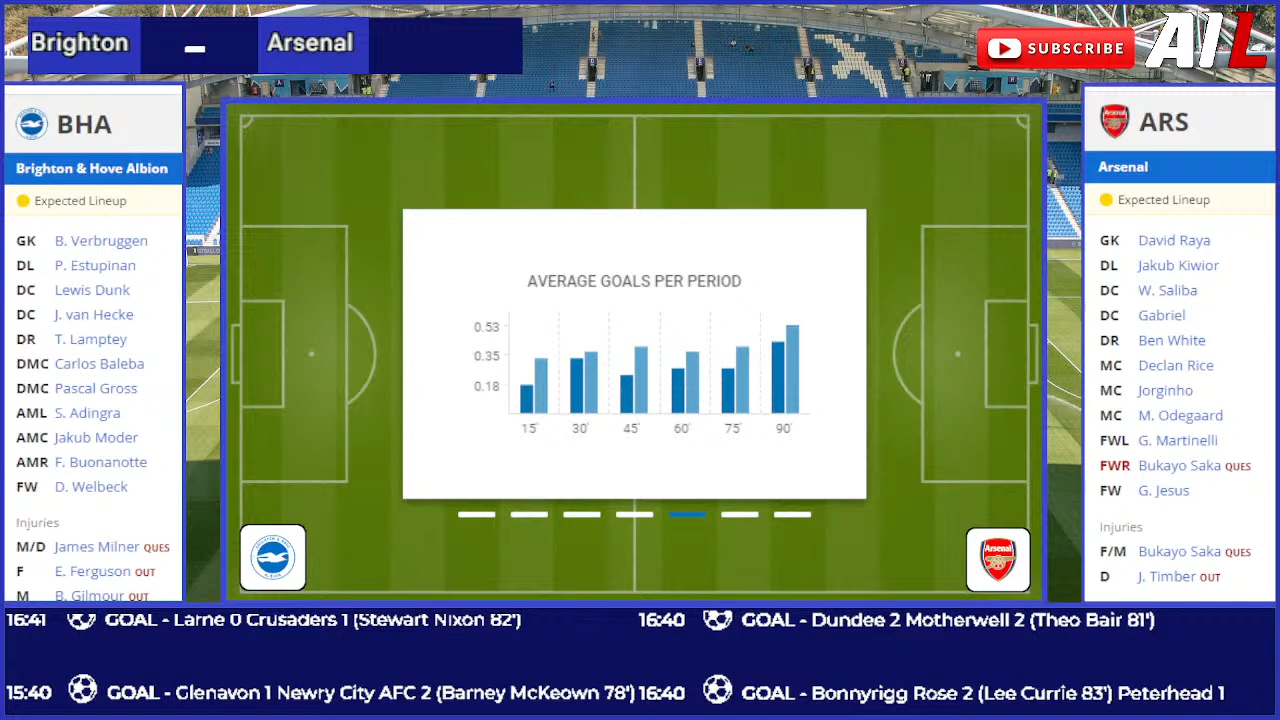 Brighton - Arsenal
SUBSCRIBE
AIL
BHA
Brighton & Hove Albion
Expected Lineup
GK B. Verbruggen
DL P. Estupinan
DC Lewis Dunk
DC J. van Hecke
DR T. Lamptey
DMC Carlos Baleba
DMC Pascal Gross
AML S. Adingra
AMC Jakub Moder
AMR F. Buonanotte
FW D. Welbeck
Injuries
M/D James Milner QUES
F E. Ferguson OUT
M B. Gilmour OUT
AVERAGE GOALS PER PERIOD
0.53
0.35
0.18
15' 30' 45' 60' 75' 90'
Arsenal
ARS
Arsenal
Expected Lineup
GK David Raya
DL Jakub Kiwior
DC W. Saliba
DC Gabriel
DR Ben White
MC Declan Rice
MC Jorginho
MC M. Odegaard
FWL G. Martinelli
FWR Bukayo Saka QUES
FW G. Jesus
Injuries
F/M Bukayo Saka QUES
D J. Timber OUT
Arsenal
16:41 GOAL - Larne 0 Crusaders 1 (Stewart Nixon 82')
16:40 GOAL - Dundee 2 Motherwell 2 (Theo Bair 81')
15:40 GOAL - Glenavon 1 Newry City AFC 2 (Barney McKeown 78')
16:40 GOAL - Bonnyrigg Rose 2 (Lee Currie 83') Peterhead 1